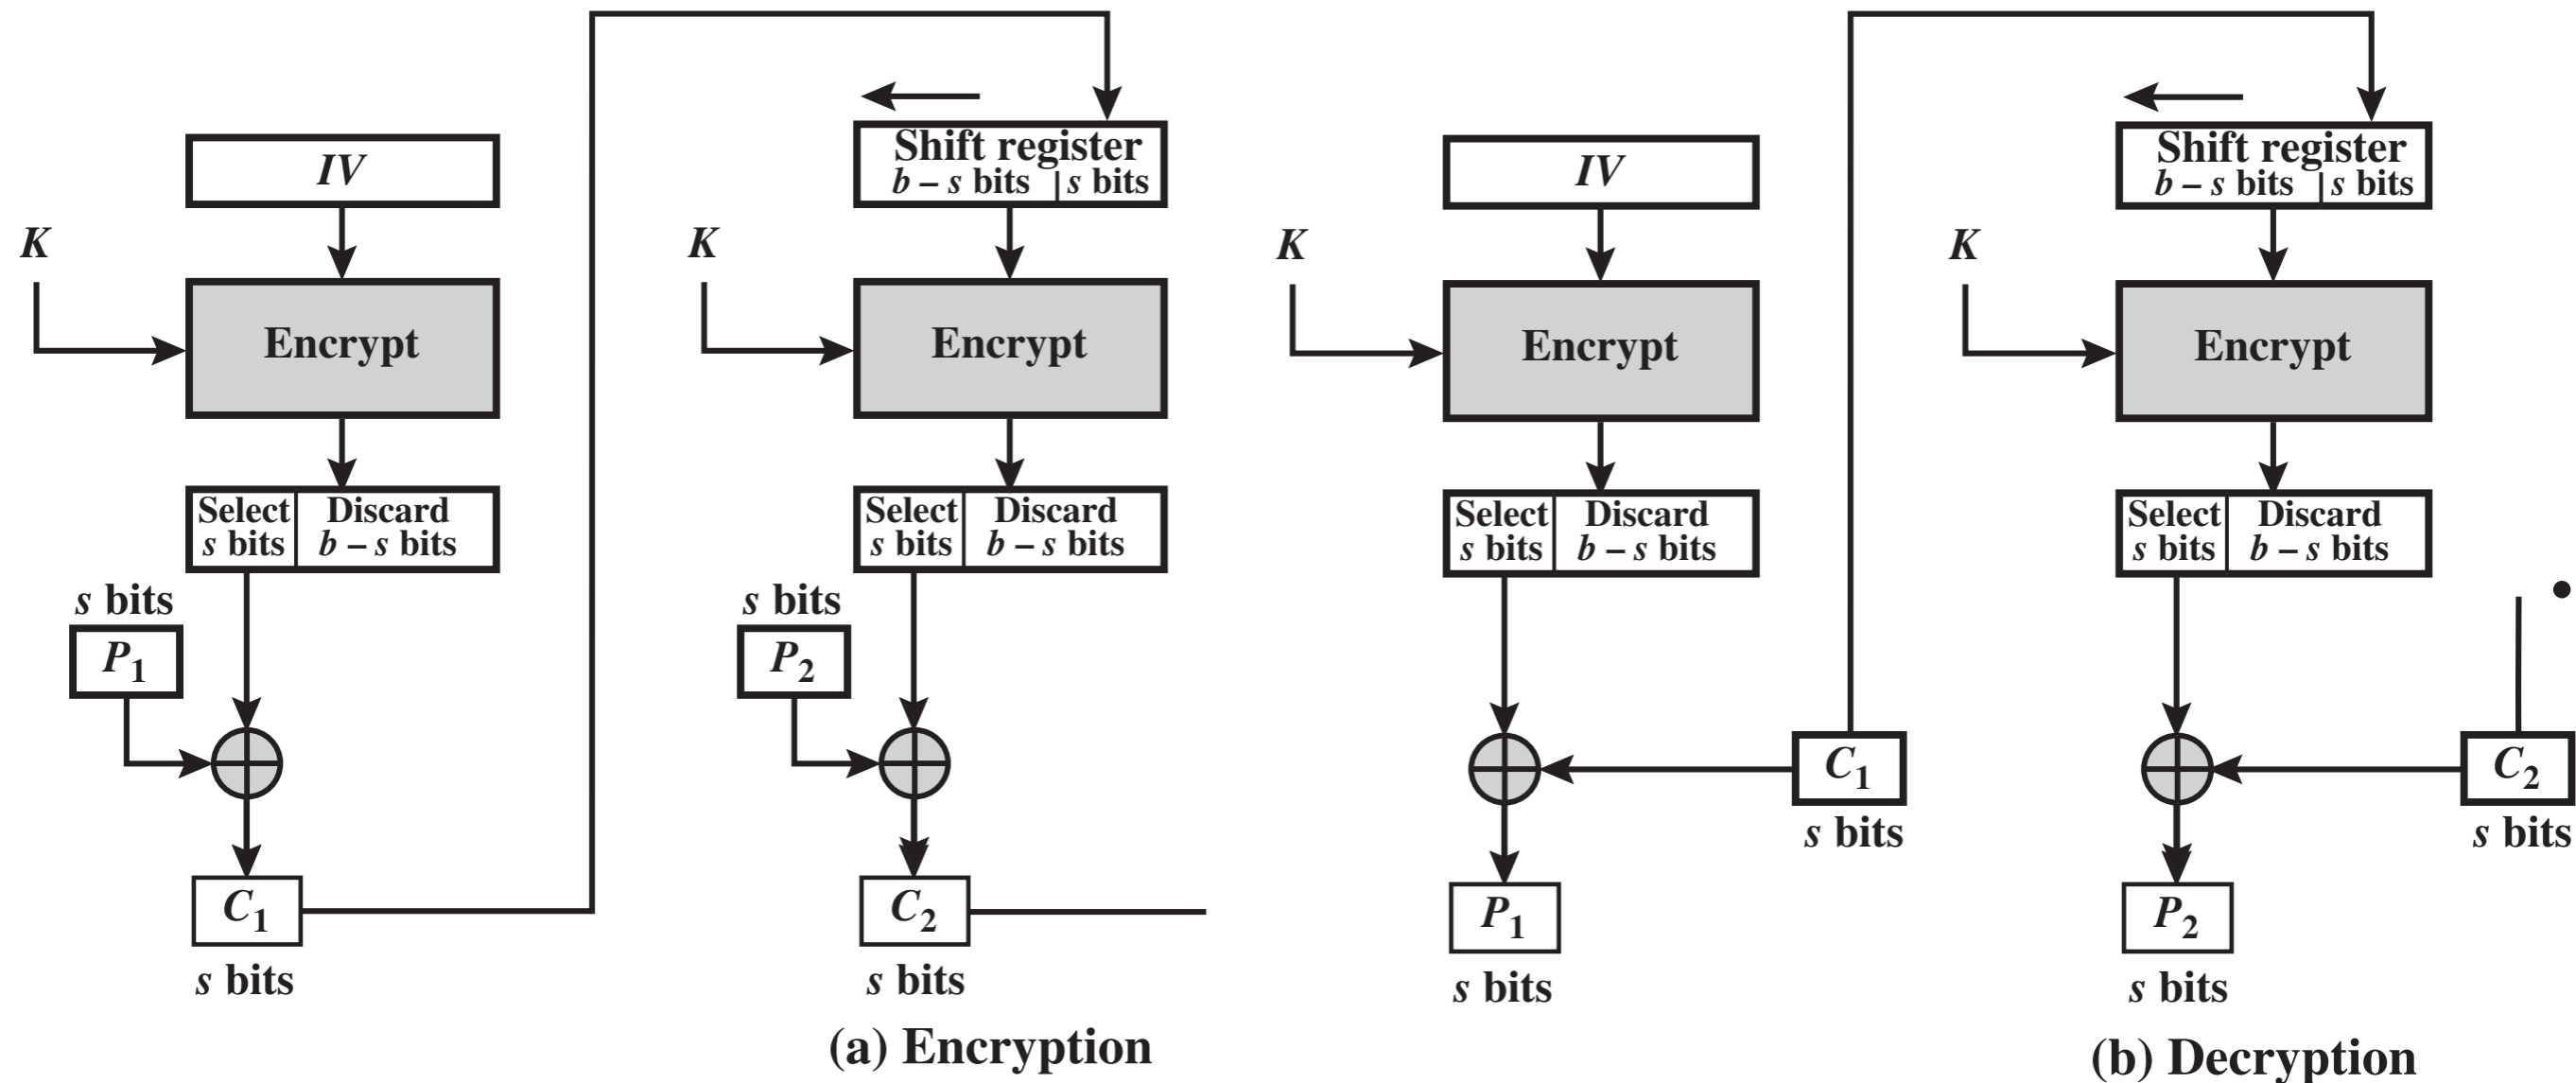 IV
K
Encrypt
Select
s bits
Discard
b – s bits
s bits
P1
C1
s bits
Shift register
b – s bits | s bits
K
Encrypt
Select
s bits
Discard
b – s bits
s bits
P2
C2
s bits
(a) Encryption
IV
K
Encrypt
Select
s bits
Discard
b – s bits
C1
s bits
P1
s bits
Shift register
b – s bits | s bits
K
Encrypt
Select
s bits
Discard
b – s bits
C2
s bits
P2
s bits
(b) Decryption